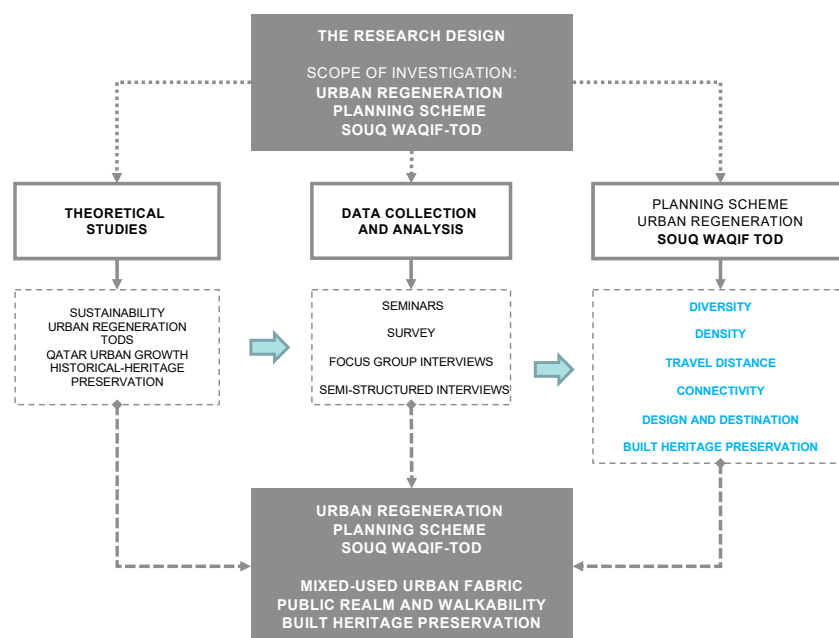 THE RESEARCH DESIGN
SCOPE OF INVESTIGATION:
URBAN REGENERATION
PLANNING SCHEME
SOUQ WAQIF-TOD
THEORETICAL
STUDIES
DATA COLLECTION
AND ANALYSIS
PLANNING SCHEME
URBAN REGENERATION
SOUQ WAQIF TOD
SUSTAINABILITY
URBAN REGENERATION
TODS
QATAR URBAN GROWTH
HISTORICAL-HERITAGE
PRESERVATION
SEMINARS
SURVEY
FOCUS GROUP INTERVIEWS
SEMI-STRUCTURED INTERVIEWS
DIVERSITY
DENSITY
TRAVEL DISTANCE
CONNECTIVITY
DESIGN AND DESTINATION
BUILT HERITAGE PRESERVATION
URBAN REGENERATION
PLANNING SCHEME
SOUQ WAQIF-TOD
MIXED-USED URBAN FABRIC
PUBLIC REALM AND WALKABILITY
BUILT HERITAGE PRESERVATION